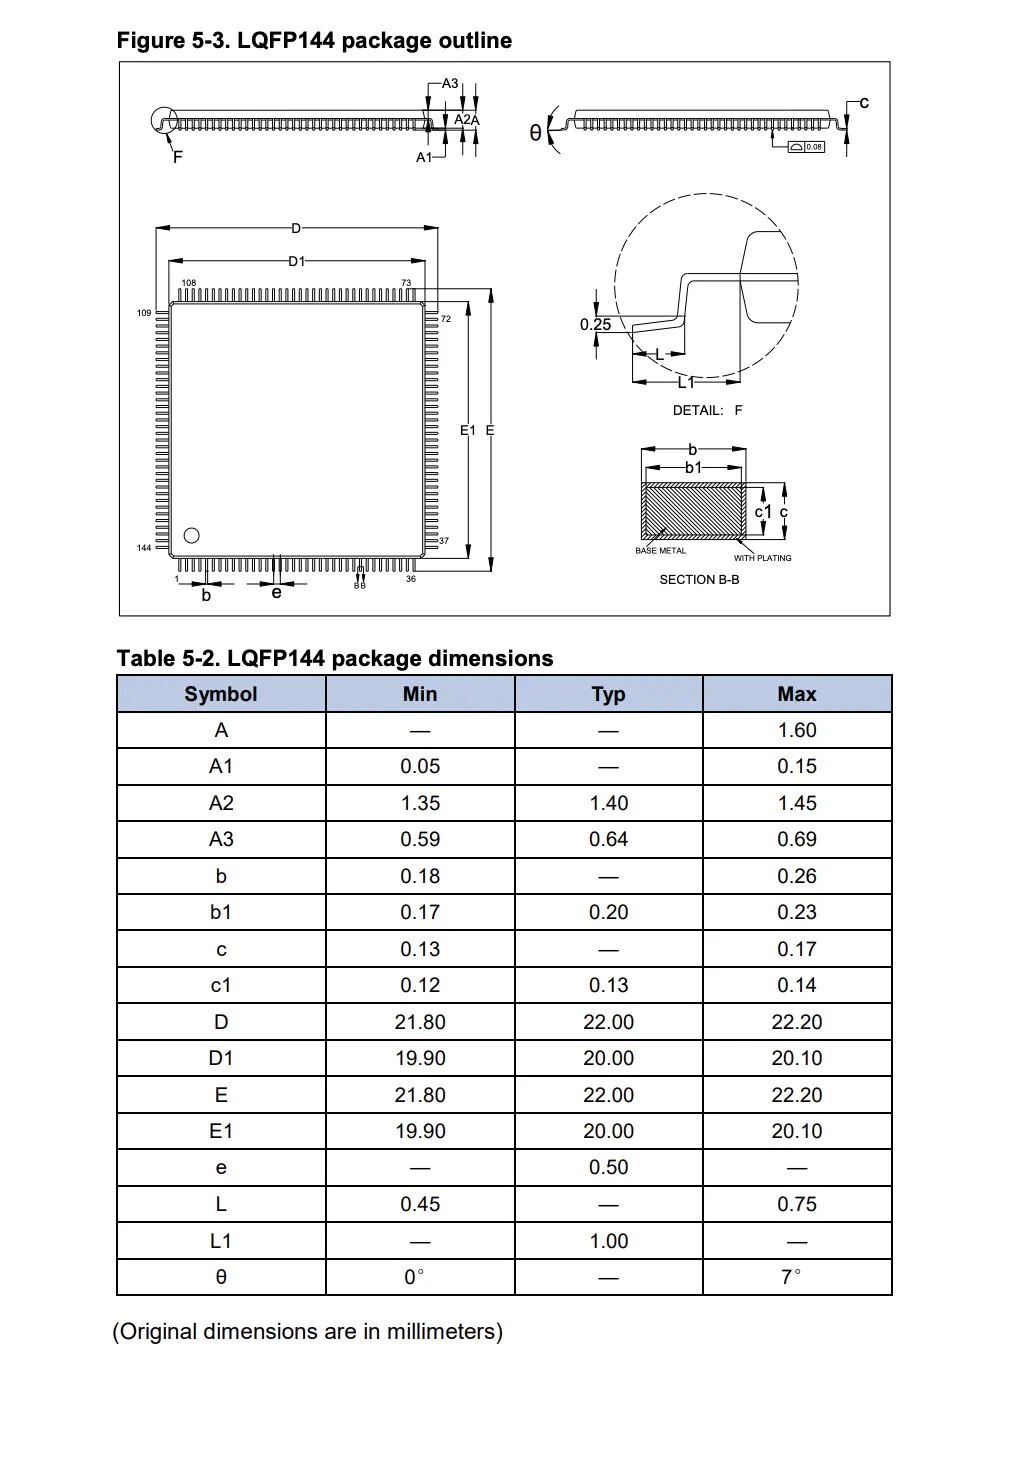 Figure 5-3. LQFP144 package outline
A3
A2 A
A1
F
θ
c
0.08
D
D1
108 73
109
72
E1 E
144
37
1
36
b
e
B B
0.25
L
L1
DETAIL: F
b
b1
c1 c
BASE METAL
WITH PLATING
SECTION B-B
Table 5-2. LQFP144 package dimensions
Symbol Min Typ Max
A — — 1.60
A1 0.05 — 0.15
A2 1.35 1.40 1.45
A3 0.59 0.64 0.69
b 0.18 — 0.26
b1 0.17 0.20 0.23
c 0.13 — 0.17
c1 0.12 0.13 0.14
D 21.80 22.00 22.20
D1 19.90 20.00 20.10
E 21.80 22.00 22.20
E1 19.90 20.00 20.10
e — 0.50 —
L 0.45 — 0.75
L1 — 1.00 —
θ 0° — 7°
(Original dimensions are in millimeters)